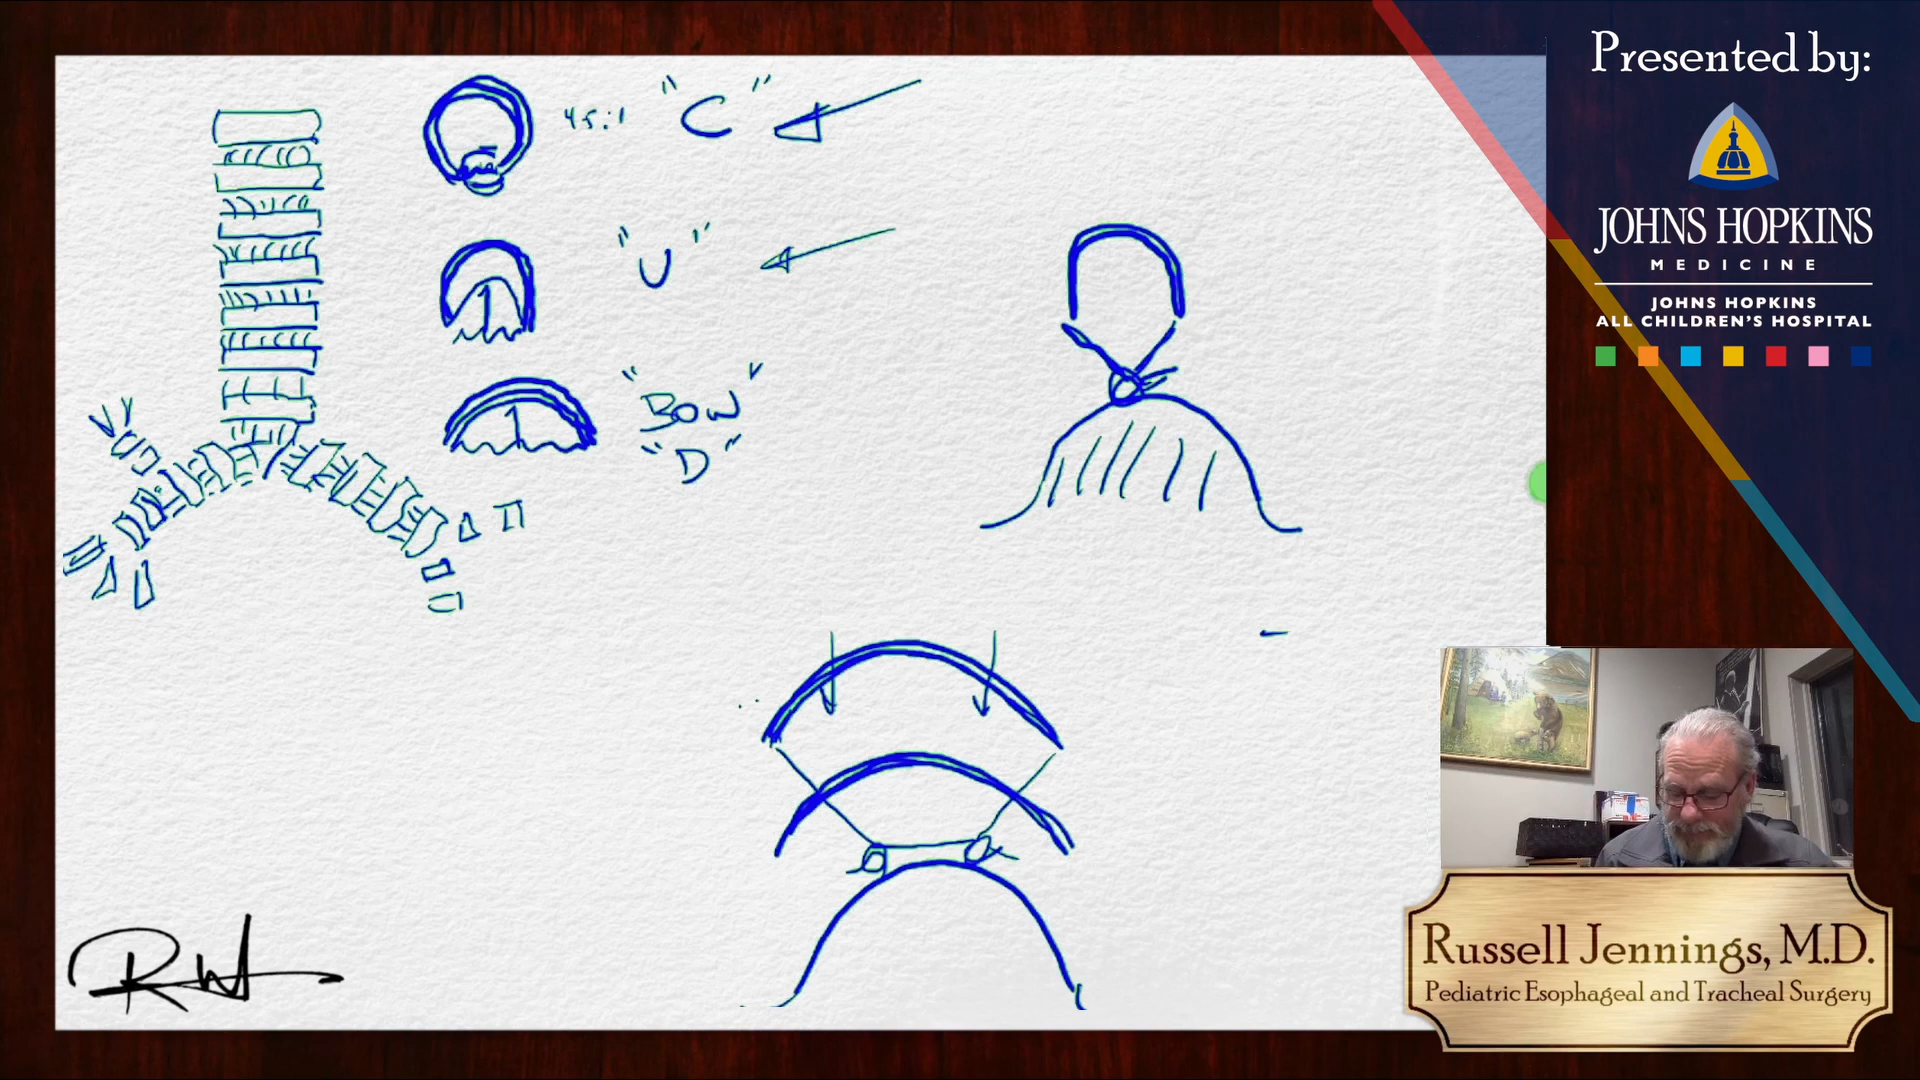 4 5:1 "C"
"U"
"BOW"
"D"
Presented by:
JOHNS HOPKINS
MEDICINE
JOHNS HOPKINS
ALL CHILDREN'S HOSPITAL
Russell Jennings, M.D.
Pediatric Esophageal and Tracheal Surgery